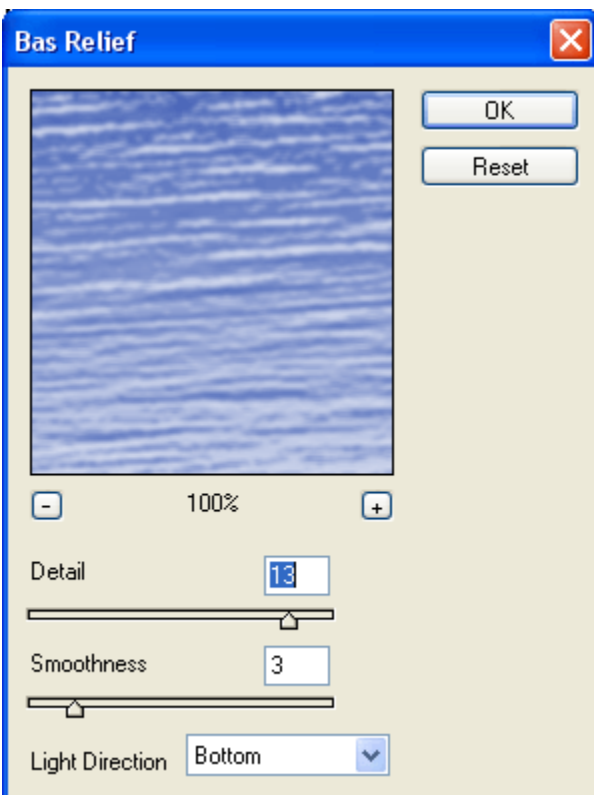 Bas Relief
OK
Reset
- 100% +
Detail 13
Smoothness 3
Light Direction Bottom